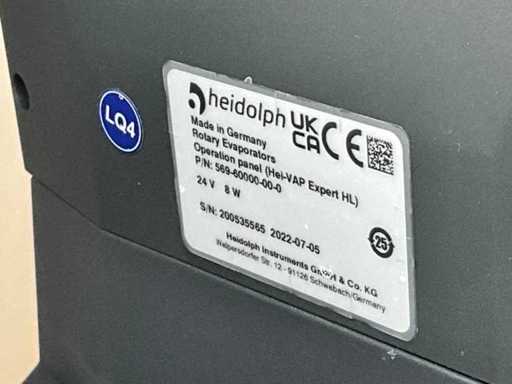 LQ4
heidolph UK CA CE
Made in Germany
Rotary Evaporators
Operation panel (Hei-VAP Expert HL)
P/N: 569-60000-00-0
24 V 8 W
S/N: 200535565 2022-07-05
25
Heidolph Instruments GmbH & Co. KG
Walpersdorfer Str. 12 - 91126 Schwabach/Germany